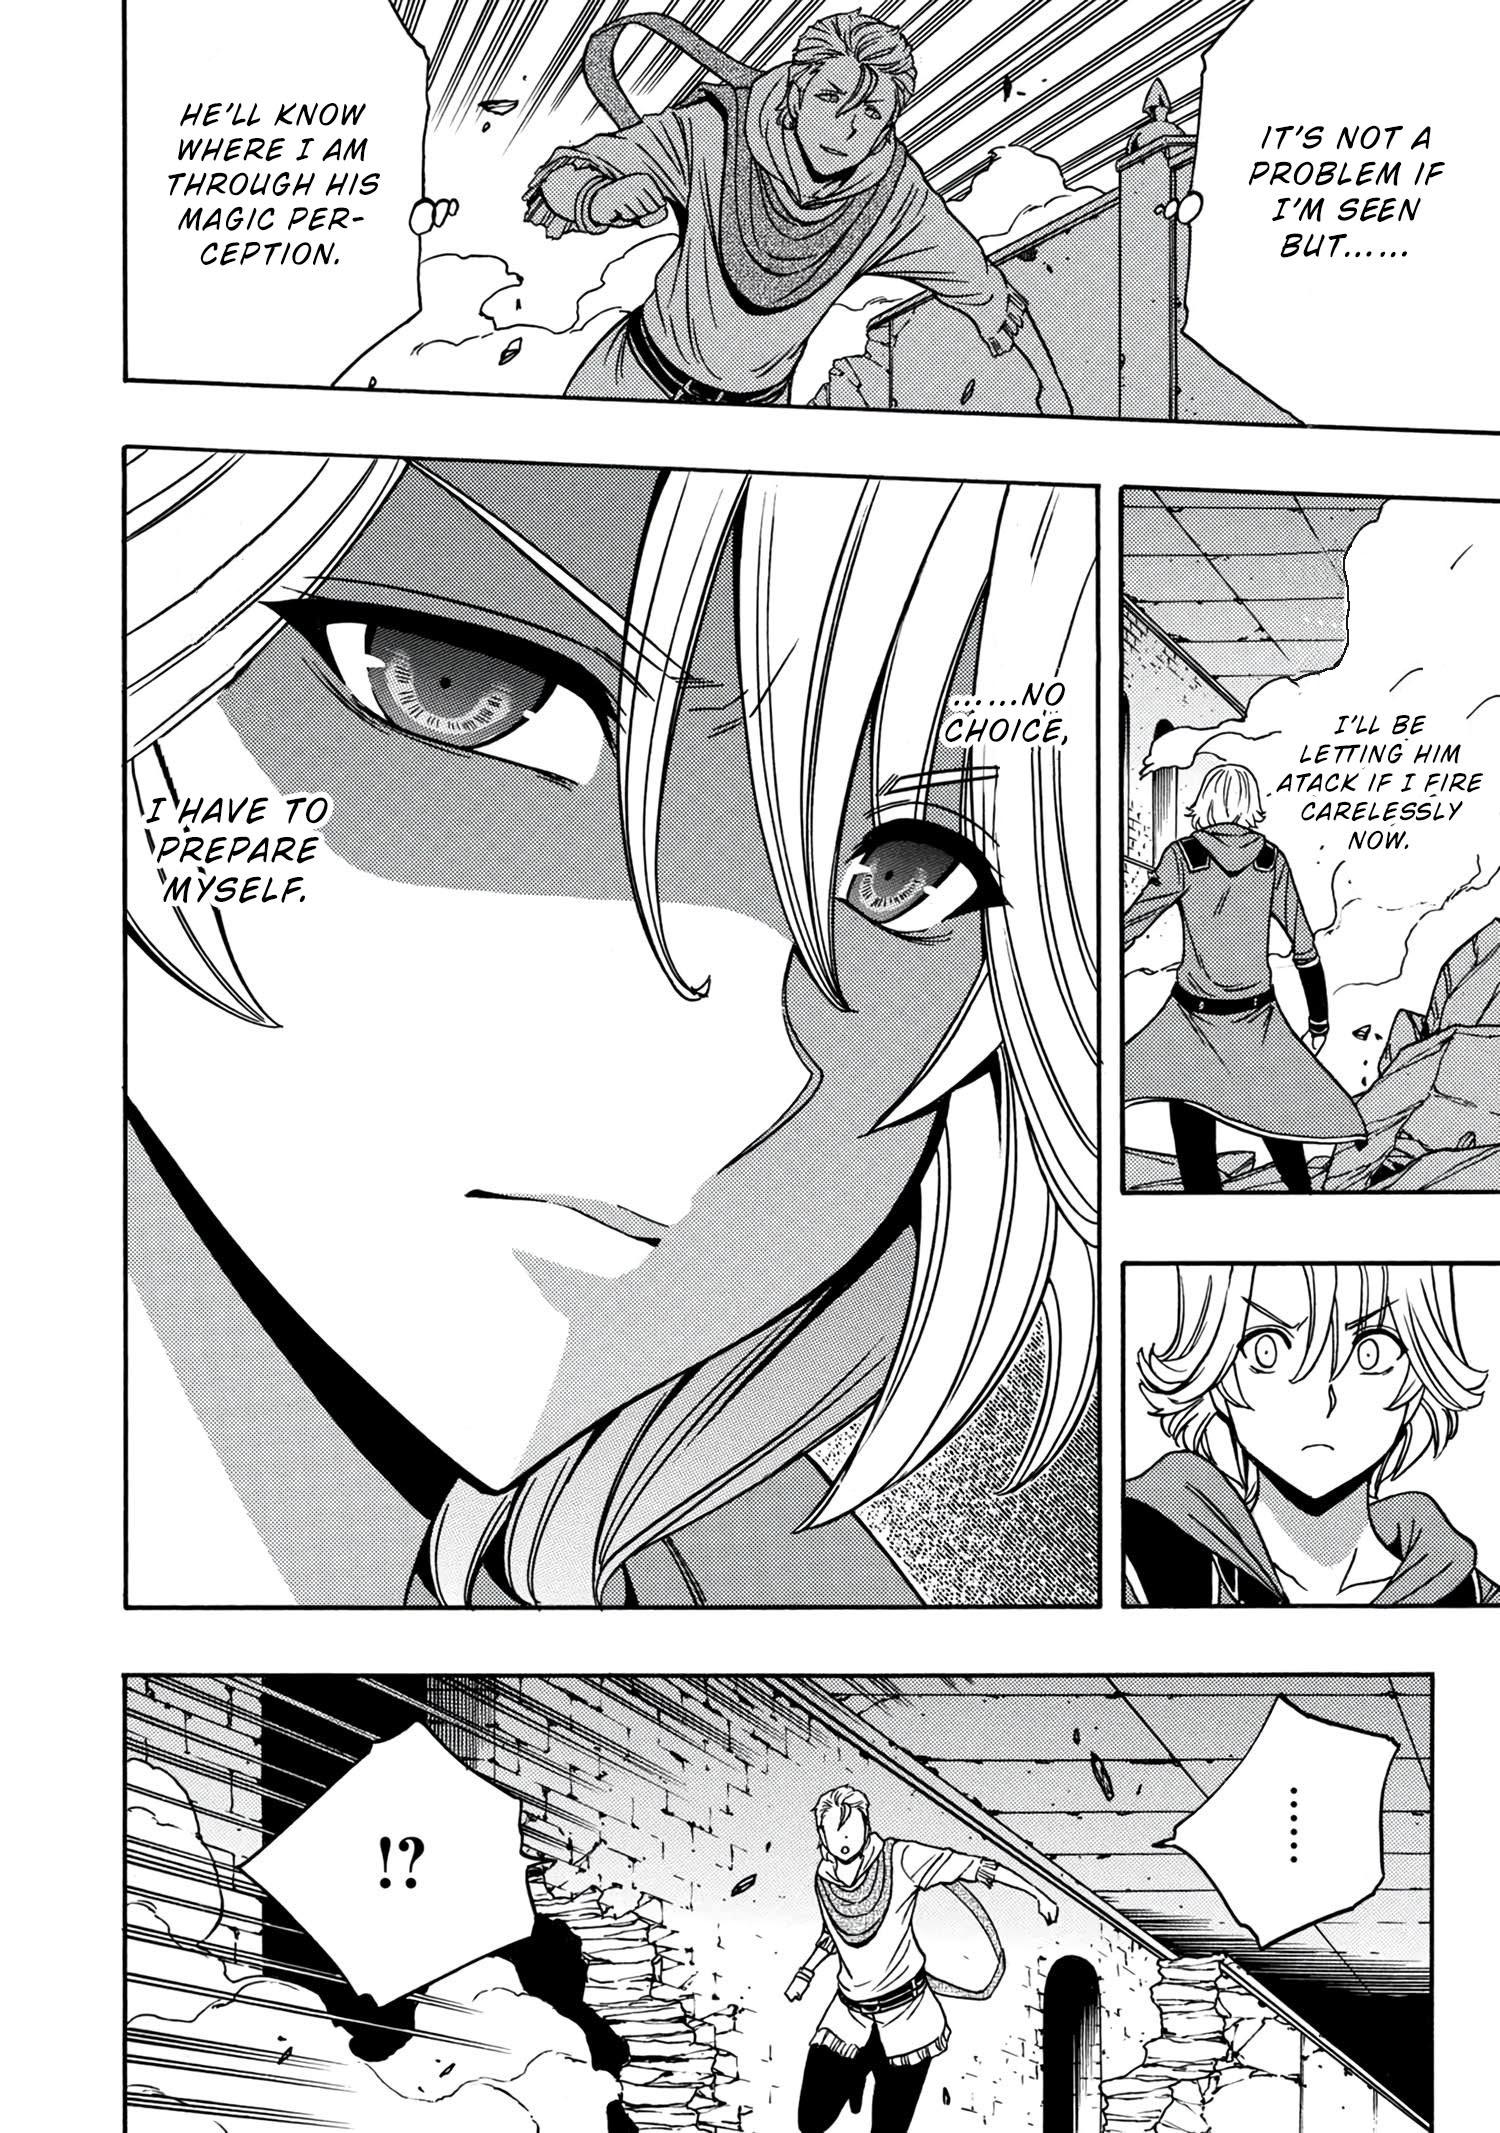 IT'S NOT A
PROBLEM IF
I'M SEEN
BUT......
HE'LL KNOW
WHERE I AM
THROUGH HIS
MAGIC PER-
CEPTION.
I'LL BE
LETTING HIM
ATACK IF I FIRE
CARELESSLY
NOW.
......NO
CHOICE,
I HAVE TO
PREPARE
MYSELF.
......
!?